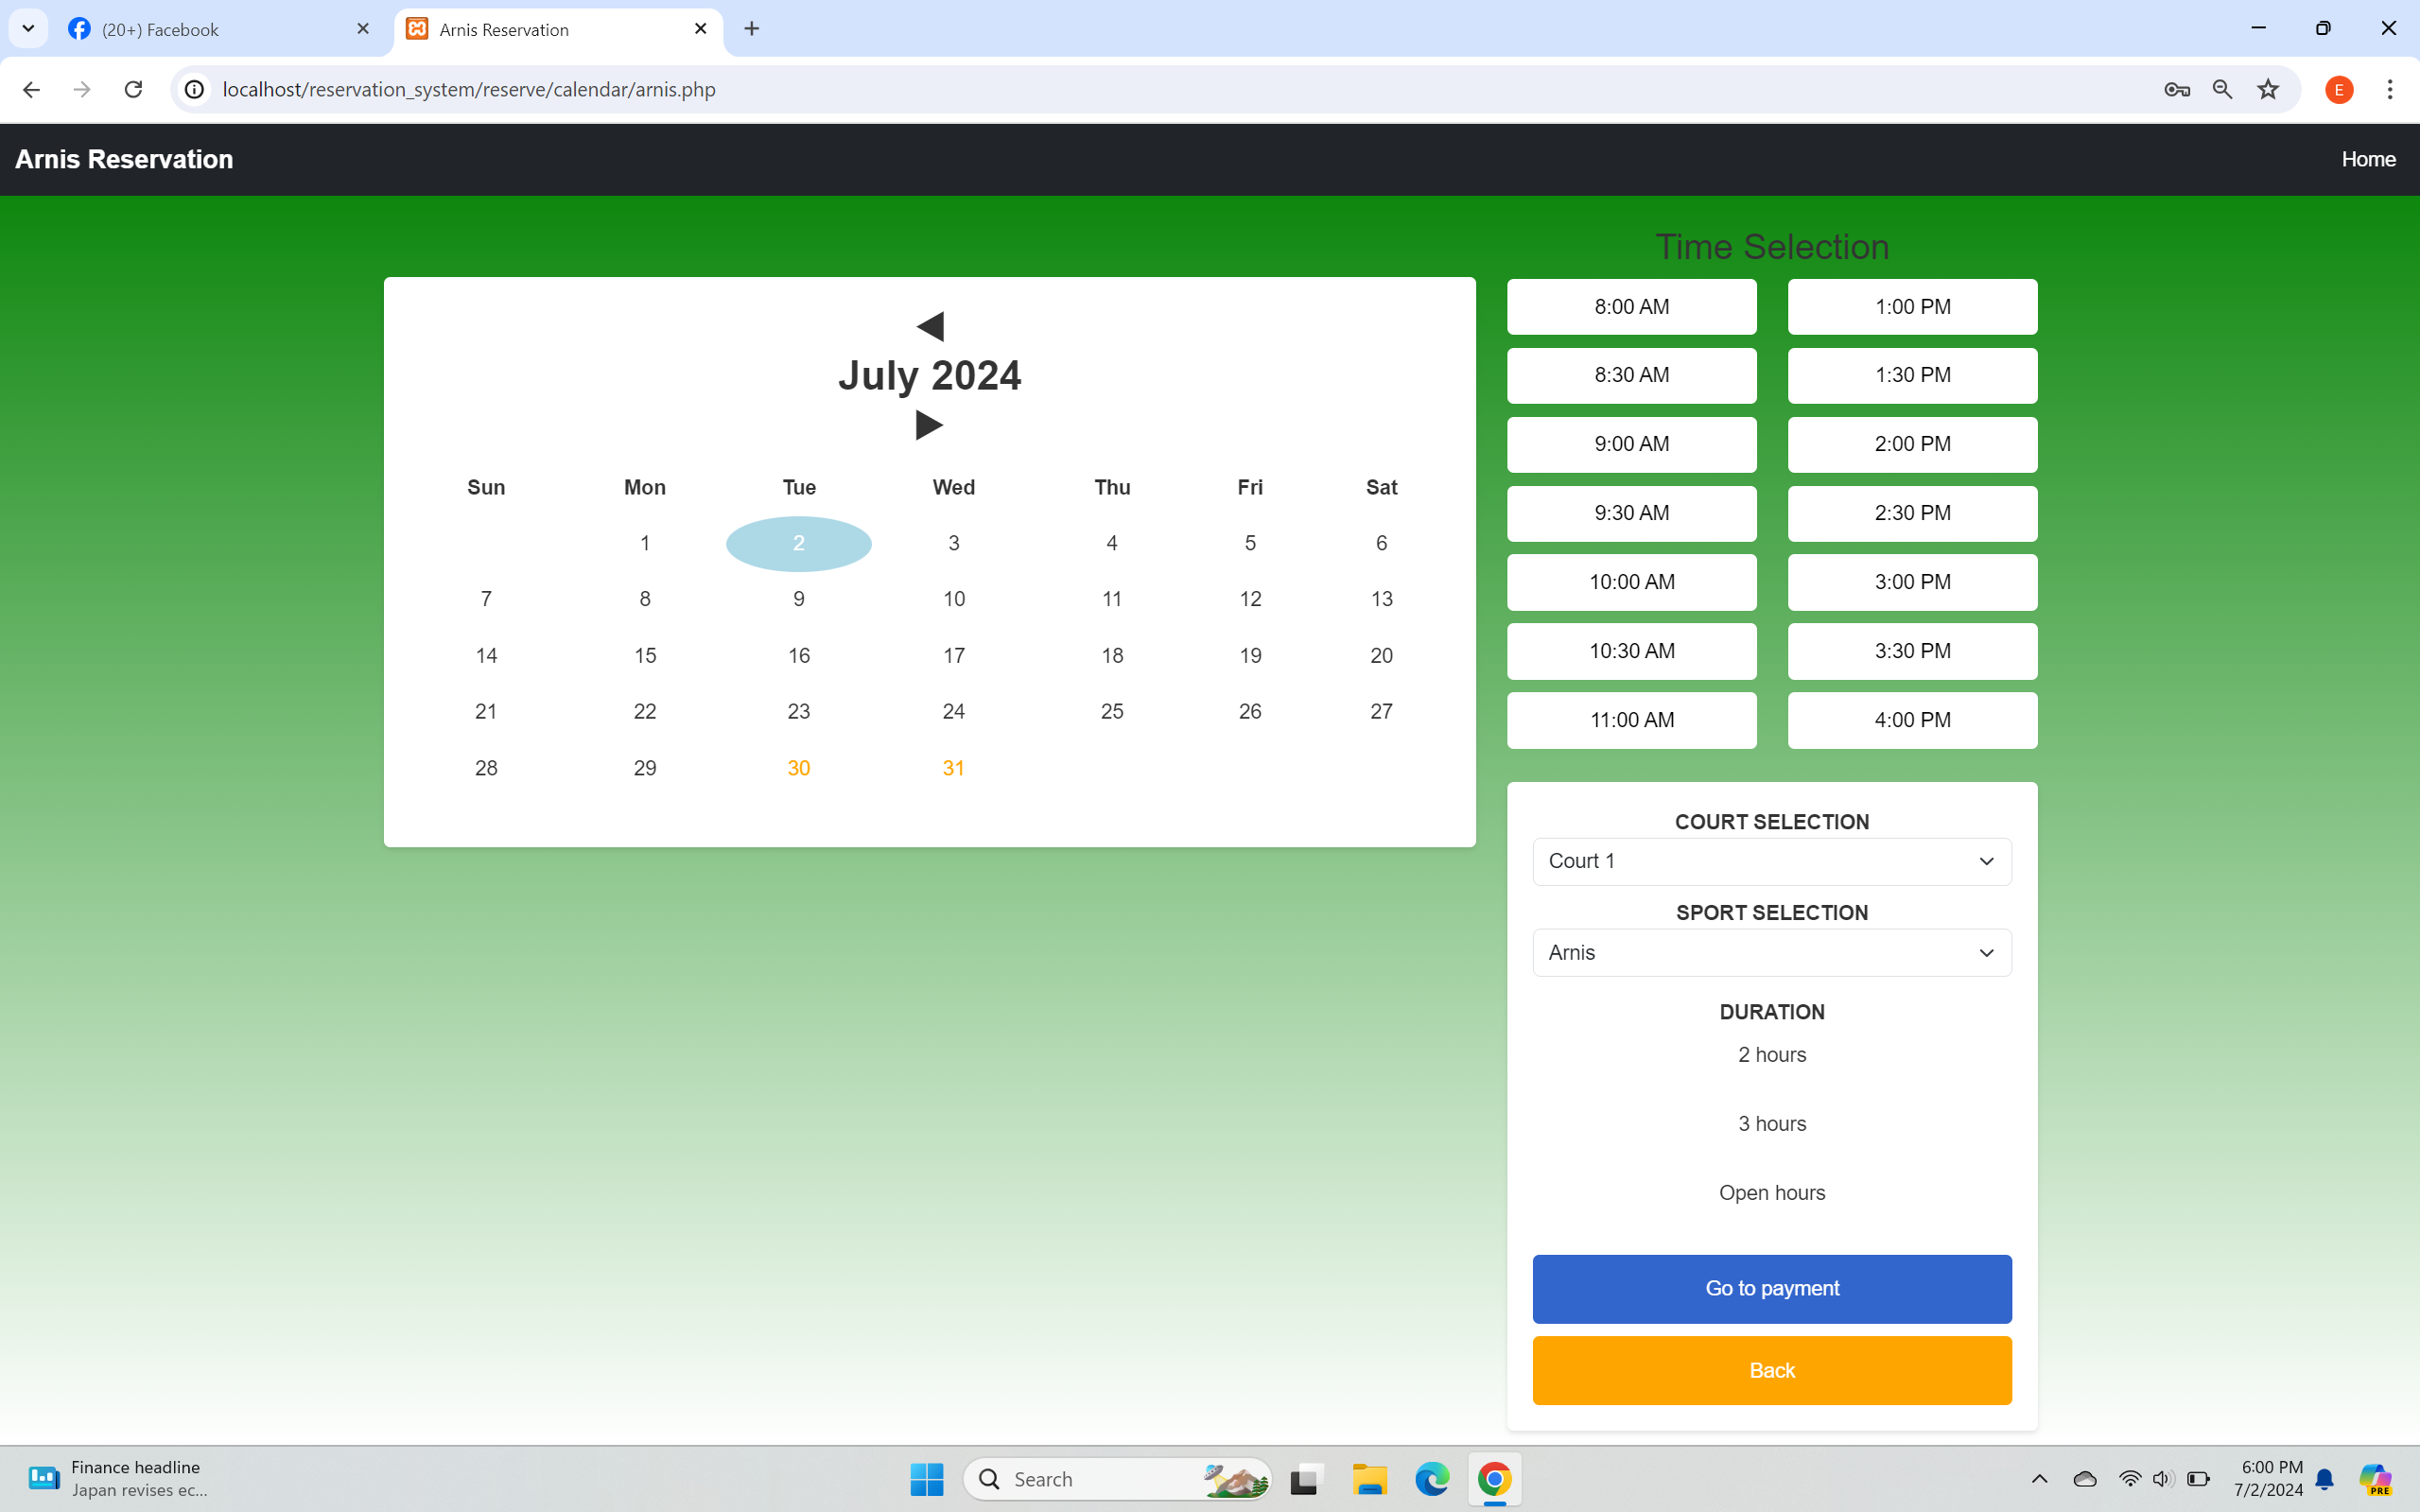 (20+) Facebook
Arnis Reservation
localhost/reservation_system/reserve/calendar/arnis.php
E
Arnis Reservation
Home
Time Selection
8:00 AM 1:00 PM
8:30 AM 1:30 PM
9:00 AM 2:00 PM
9:30 AM 2:30 PM
10:00 AM 3:00 PM
10:30 AM 3:30 PM
11:00 AM 4:00 PM
July 2024
Sun Mon Tue Wed Thu Fri Sat
1 2 3 4 5 6
7 8 9 10 11 12 13
14 15 16 17 18 19 20
21 22 23 24 25 26 27
28 29 30 31
COURT SELECTION
Court 1
SPORT SELECTION
Arnis
DURATION
2 hours
3 hours
Open hours
Go to payment
Back
Finance headline
Japan revises ec...
Search
6:00 PM
7/2/2024
PRE